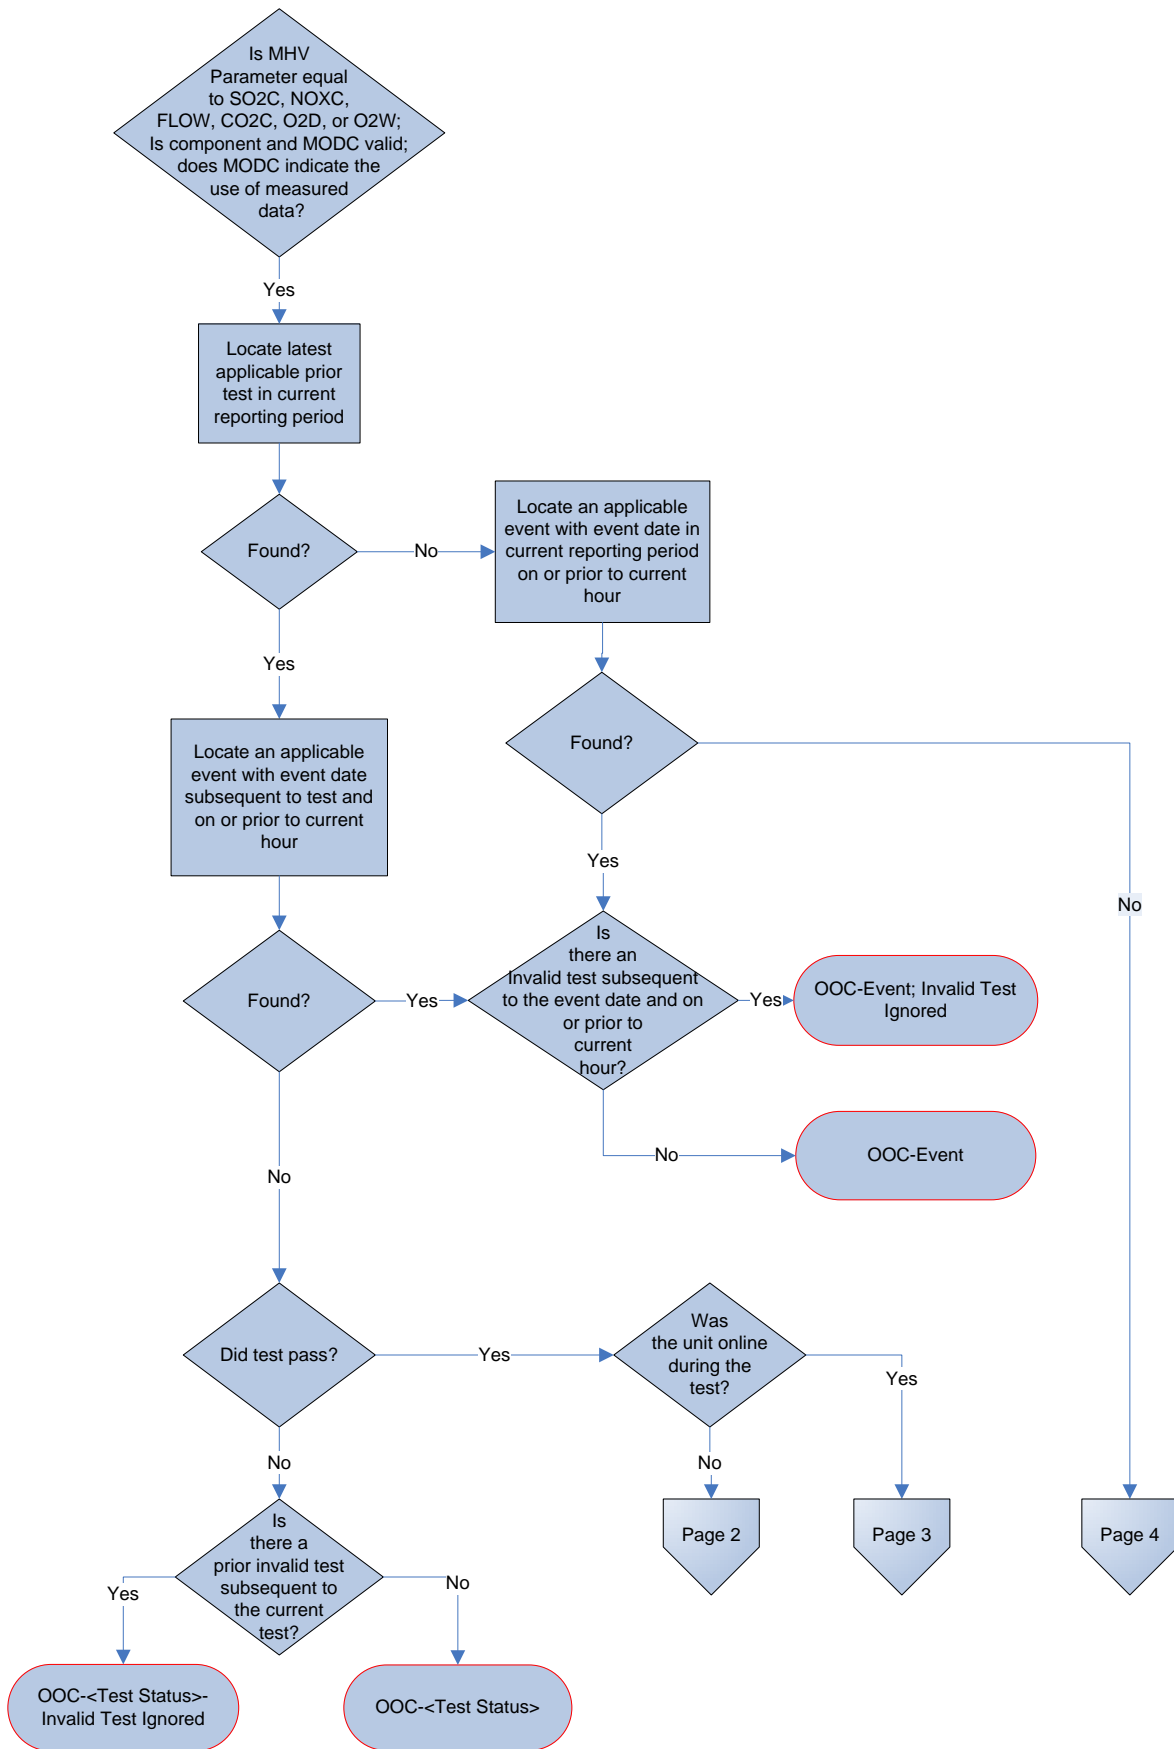 Is MHV
Parameter equal
to SO2C, NOXC,
FLOW, CO2C, O2D, or O2W;
Is component and MODC valid;
does MODC indicate the
use of measured
data?
Yes
Locate latest
applicable prior
test in current
reporting period
Found?
No
Locate an applicable
event with event date in
current reporting period
on or prior to current
hour
Yes
Locate an applicable
event with event date
subsequent to test and
on or prior to current
hour
Found?
Yes
No
Found?
Yes
Is
there an
Invalid test subsequent
to the event date and on
or prior to
current
hour?
Yes
OOC-Event; Invalid Test
Ignored
No
OOC-Event
No
Did test pass?
Yes
Was
the unit online
during the
test?
Yes
No
No
Page 2
Page 3
Page 4
Is
there a
prior invalid test
subsequent to
the current
test?
Yes
No
OOC-<Test Status>-
Invalid Test Ignored
OOC-<Test Status>